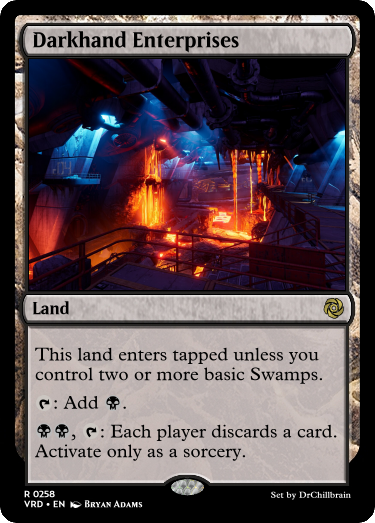 Darkhand Enterprises
Land
This land enters tapped unless you
control two or more basic Swamps.
: Add .
, : Each player discards a card.
Activate only as a sorcery.
R 0258
VRD • EN BRYAN ADAMS
Set by DrChillbrain